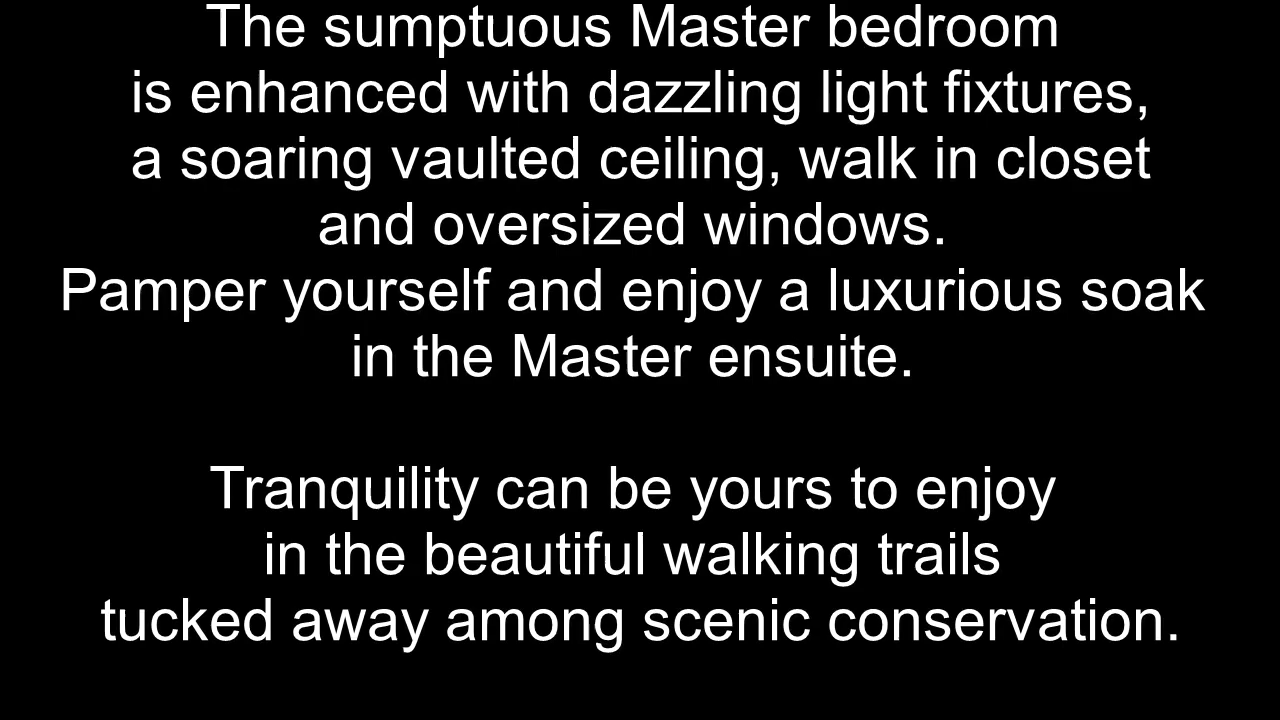 The sumptuous Master bedroom
is enhanced with dazzling light fixtures,
a soaring vaulted ceiling, walk in closet
and oversized windows.
Pamper yourself and enjoy a luxurious soak
in the Master ensuite.
Tranquility can be yours to enjoy
in the beautiful walking trails
tucked away among scenic conservation.